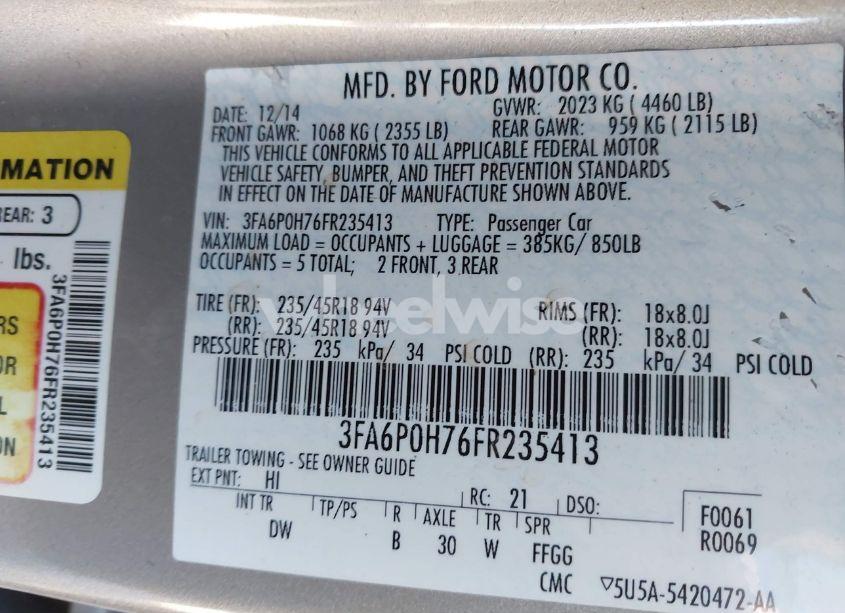 MFD. BY FORD MOTOR CO.
DATE: 12/14 GVWR: 2023 KG ( 4460 LB)
FRONT GAWR: 1068 KG ( 2355 LB) REAR GAWR: 959 KG ( 2115 LB)
THIS VEHICLE CONFORMS TO ALL APPLICABLE FEDERAL MOTOR
VEHICLE SAFETY, BUMPER, AND THEFT PREVENTION STANDARDS
IN EFFECT ON THE DATE OF MANUFACTURE SHOWN ABOVE.
VIN: 3FA6P0H76FR235413 TYPE: Passenger Car
MAXIMUM LOAD = OCCUPANTS + LUGGAGE = 385KG/ 850LB
OCCUPANTS = 5 TOTAL; 2 FRONT, 3 REAR
TIRE (FR): 235/45R18 94V RIMS (FR): 18x8.0J
(RR): 235/45R18 94V (RR): 18x8.0J
PRESSURE (FR): 235 kPa/ 34 PSI COLD (RR): 235 kPa/ 34 PSI COLD
3FA6P0H76FR235413
TRAILER TOWING - SEE OWNER GUIDE
EXT PNT: HI RC: 21 DSO: F0061
R0069
INT TR TP/PS R AXLE TR SPR
DW B 30 W FFGG
CMC ▽5U5A-5420472-AA
wheelwise
MATION
REAR: 3
lbs.
RS
OR
L
ON
3FA6P0H76FR235413